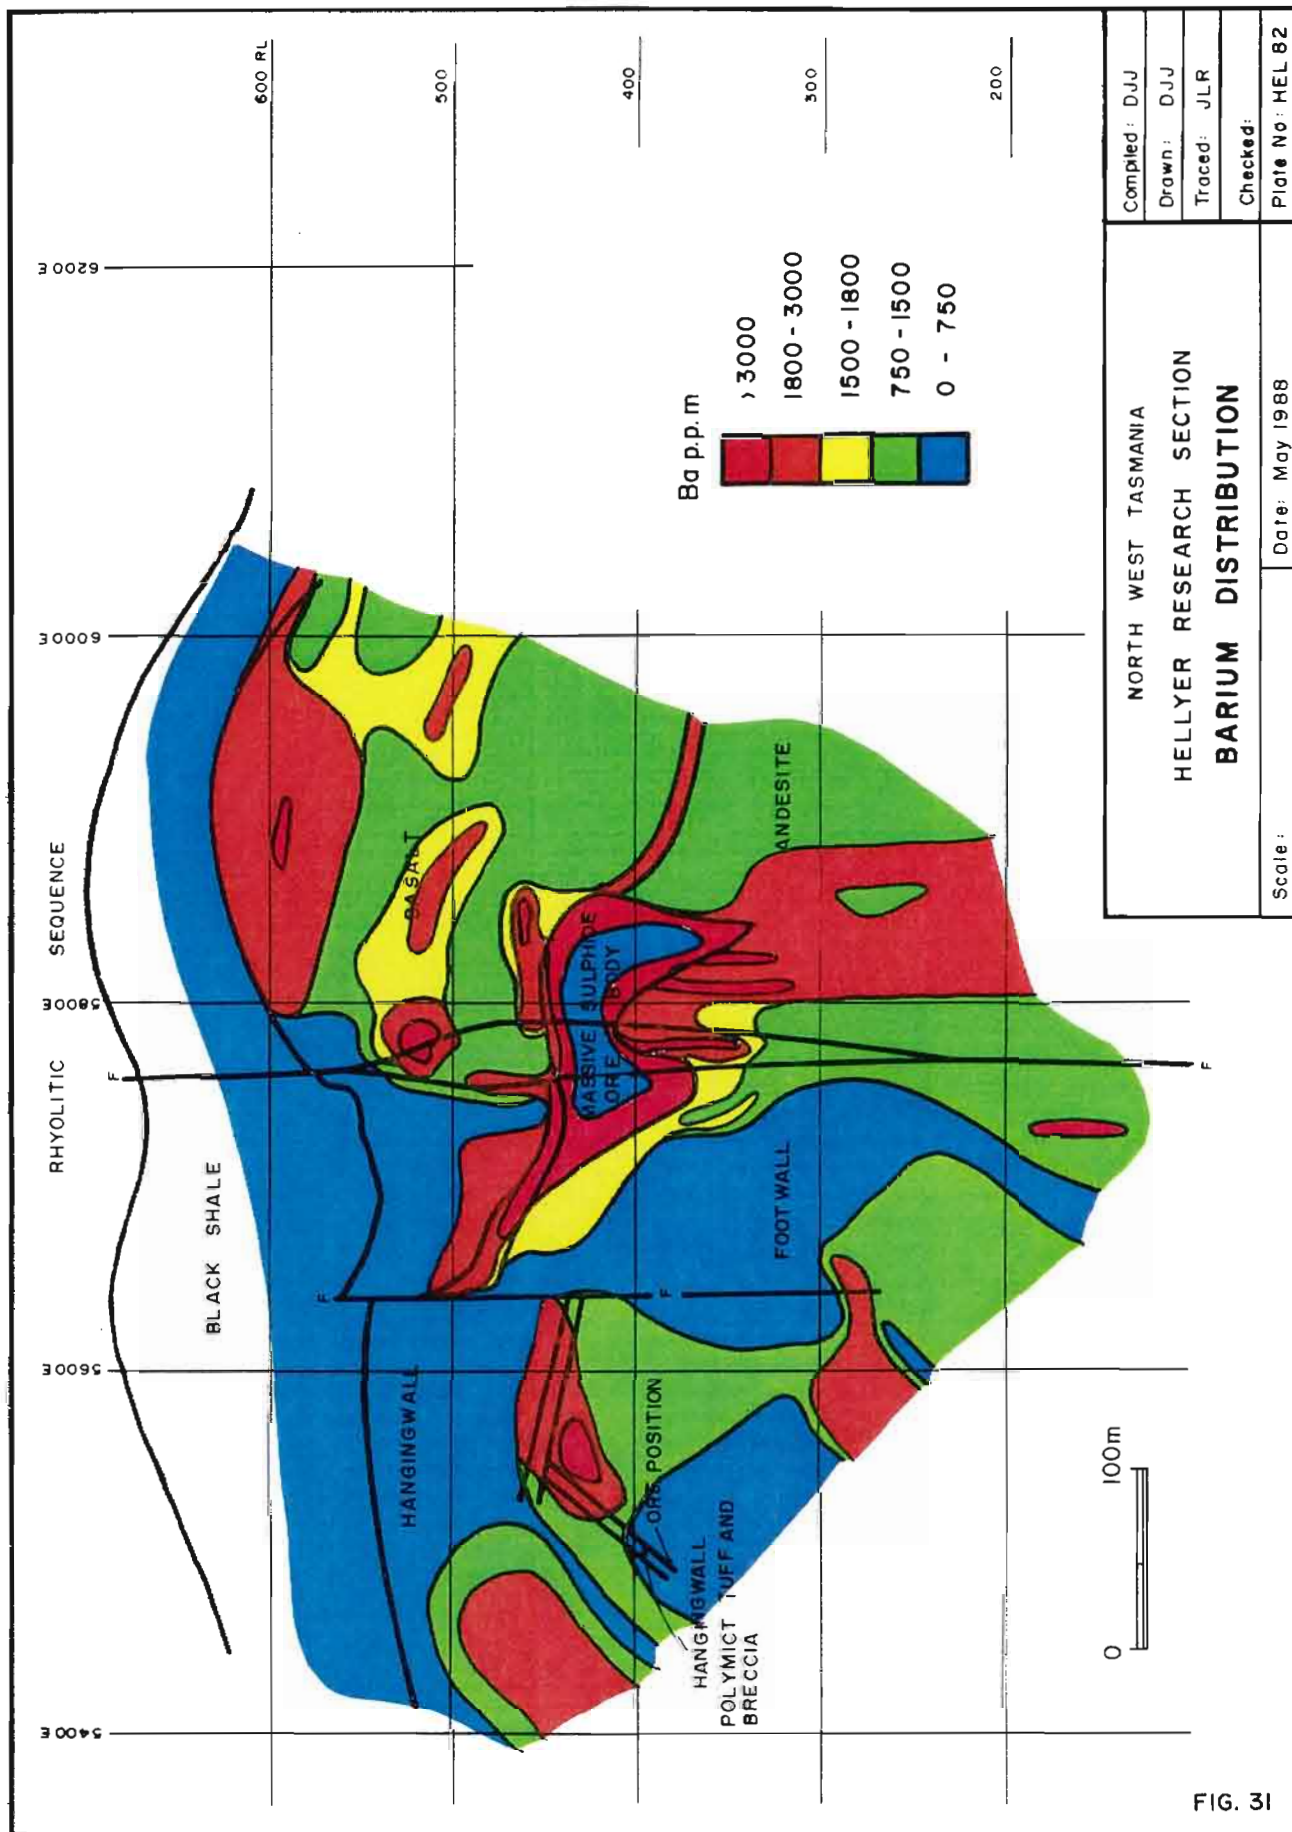 RHYOLITIC SEQUENCE
BLACK SHALE
5400E
5600E
5800E
6000E
6200E
600 RL
500
400
300
200
F
F
F
F
HANGINGWALL
BASALT
MASSIVE SULPHIDE
ORE BODY
ANDESITE
FOOTWALL
ORE POSITION
HANGINGWALL
POLYMICT TUFF AND
BRECCIA
0 100m
Ba p.p.m
>3000
1800-3000
1500-1800
750-1500
0 - 750
NORTH WEST TASMANIA
HELLYER RESEARCH SECTION
BARIUM DISTRIBUTION
Compiled: DJJ
Drawn: DJJ
Traced: JLR
Checked:
Scale:
Date: May 1988
Plate No: HEL 82
FIG. 31